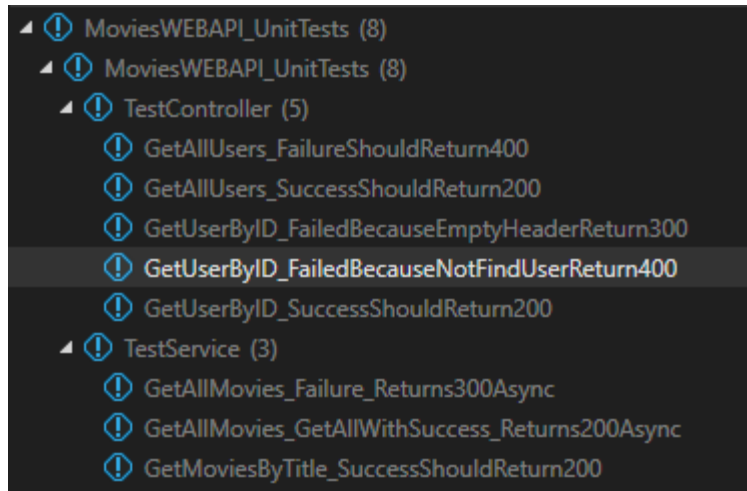 MoviesWEBAPI_UnitTests (8)
MoviesWEBAPI_UnitTests (8)
TestController (5)
GetAllUsers_FailureShouldReturn400
GetAllUsers_SuccessShouldReturn200
GetUserByID_FailedBecauseEmptyHeaderReturn300
GetUserByID_FailedBecauseNotFindUserReturn400
GetUserByID_SuccessShouldReturn200
TestService (3)
GetAllMovies_Failure_Returns300Async
GetAllMovies_GetAllWithSuccess_Returns200Async
GetMoviesByTitle_SuccessShouldReturn200